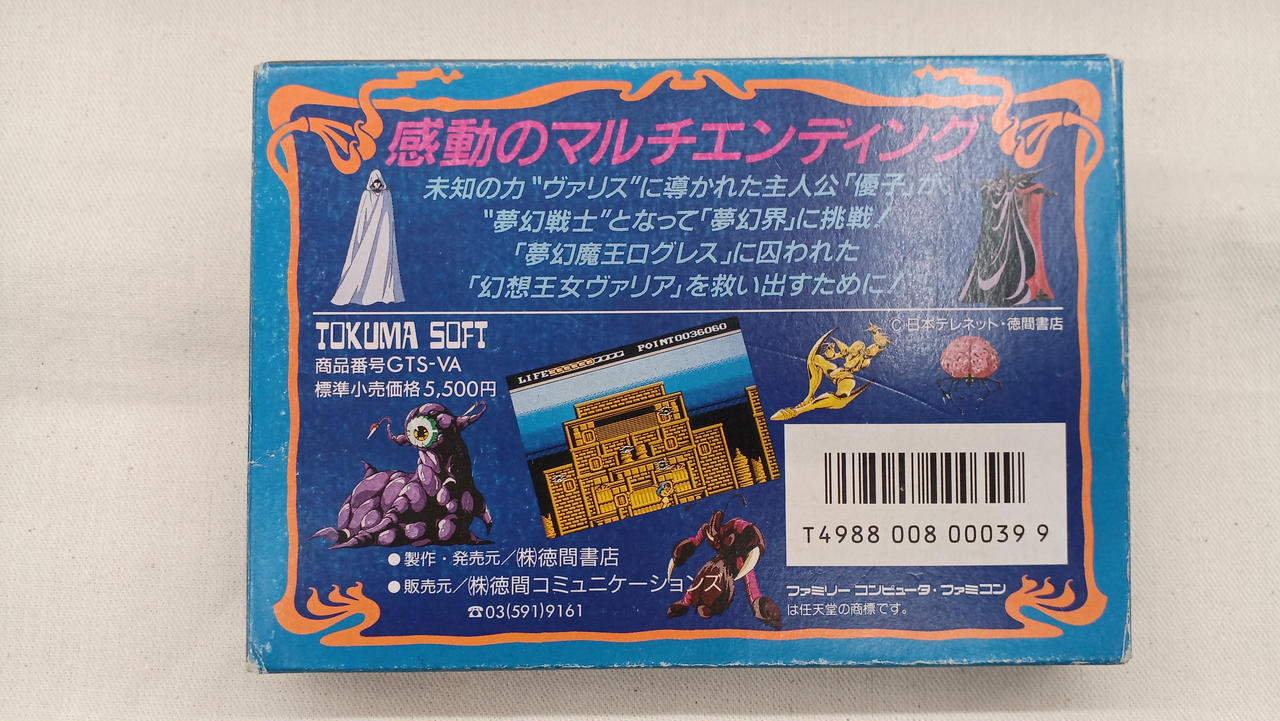 感動のマルチエンディング
未知の力“ヴァリス”に導かれた主人公「優子」が、
“夢幻戦士”となって「夢幻界」に挑戦!
「夢幻魔王ログレス」に囚われた
「幻想王女ヴァリア」を救い出すために!
TOKUMA SOFT
商品番号GTS-VA
標準小売価格5,500円
©日本テレネット・徳間書店
LIFE
POINT0036060
T4988 008 00039 9
●製作・発売元/㈱徳間書店
●販売元/㈱徳間コミュニケーションズ
☎03(591)9161
ファミリーコンピュータ・ファミコン
は任天堂の商標です。